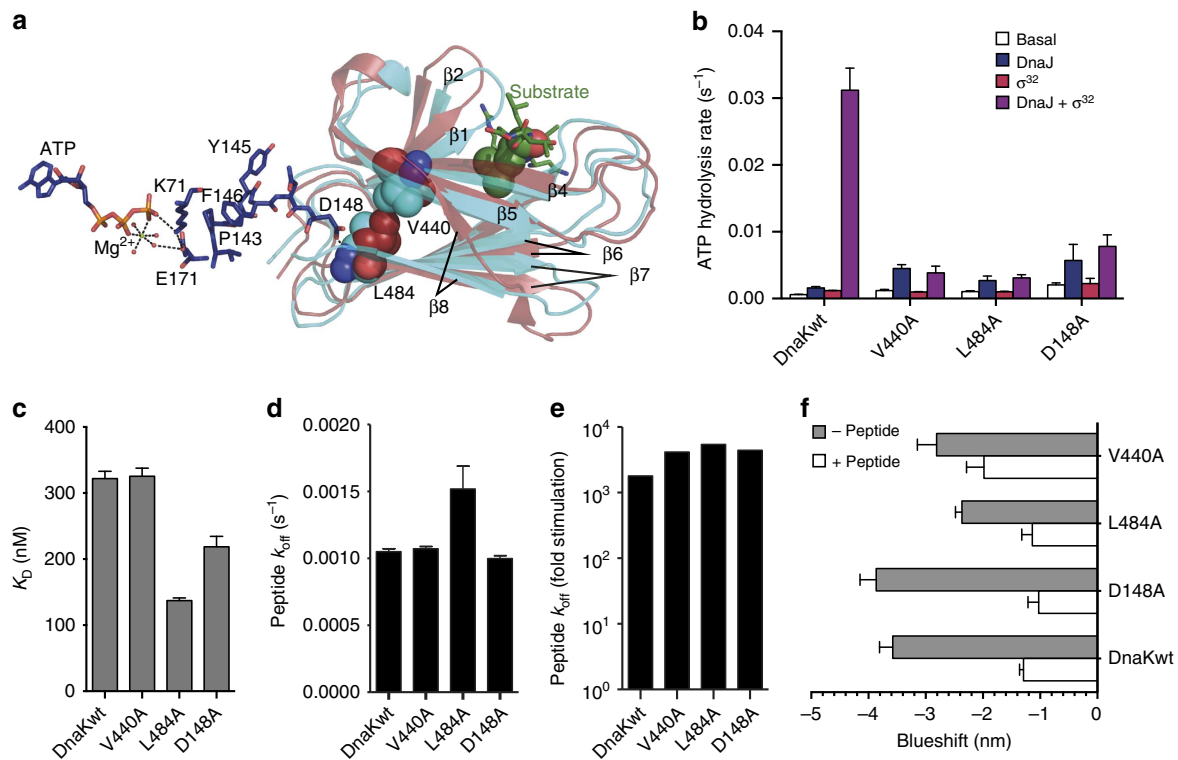 a
ATP
Mg2+
K71
E171
Y145
F146
P143
D148
V440
L484
β2
β1
Substrate
β4
β5
β6
β7
β8
b
ATP hydrolysis rate (s−1)
0.04
0.03
0.02
0.01
0.00
Basal
DnaJ
σ32
DnaJ + σ32
DnaKwt
V440A
L484A
D148A
c
KD (nM)
400
300
200
100
0
DnaKwt
V440A
L484A
D148A
d
Peptide koff (s−1)
0.0020
0.0015
0.0010
0.0005
0.0000
DnaKwt
V440A
L484A
D148A
e
Peptide koff (fold stimulation)
104
103
102
101
100
DnaKwt
V440A
L484A
D148A
f
− Peptide
+ Peptide
V440A
L484A
D148A
DnaKwt
−5 −4 −3 −2 −1 0
Blueshift (nm)